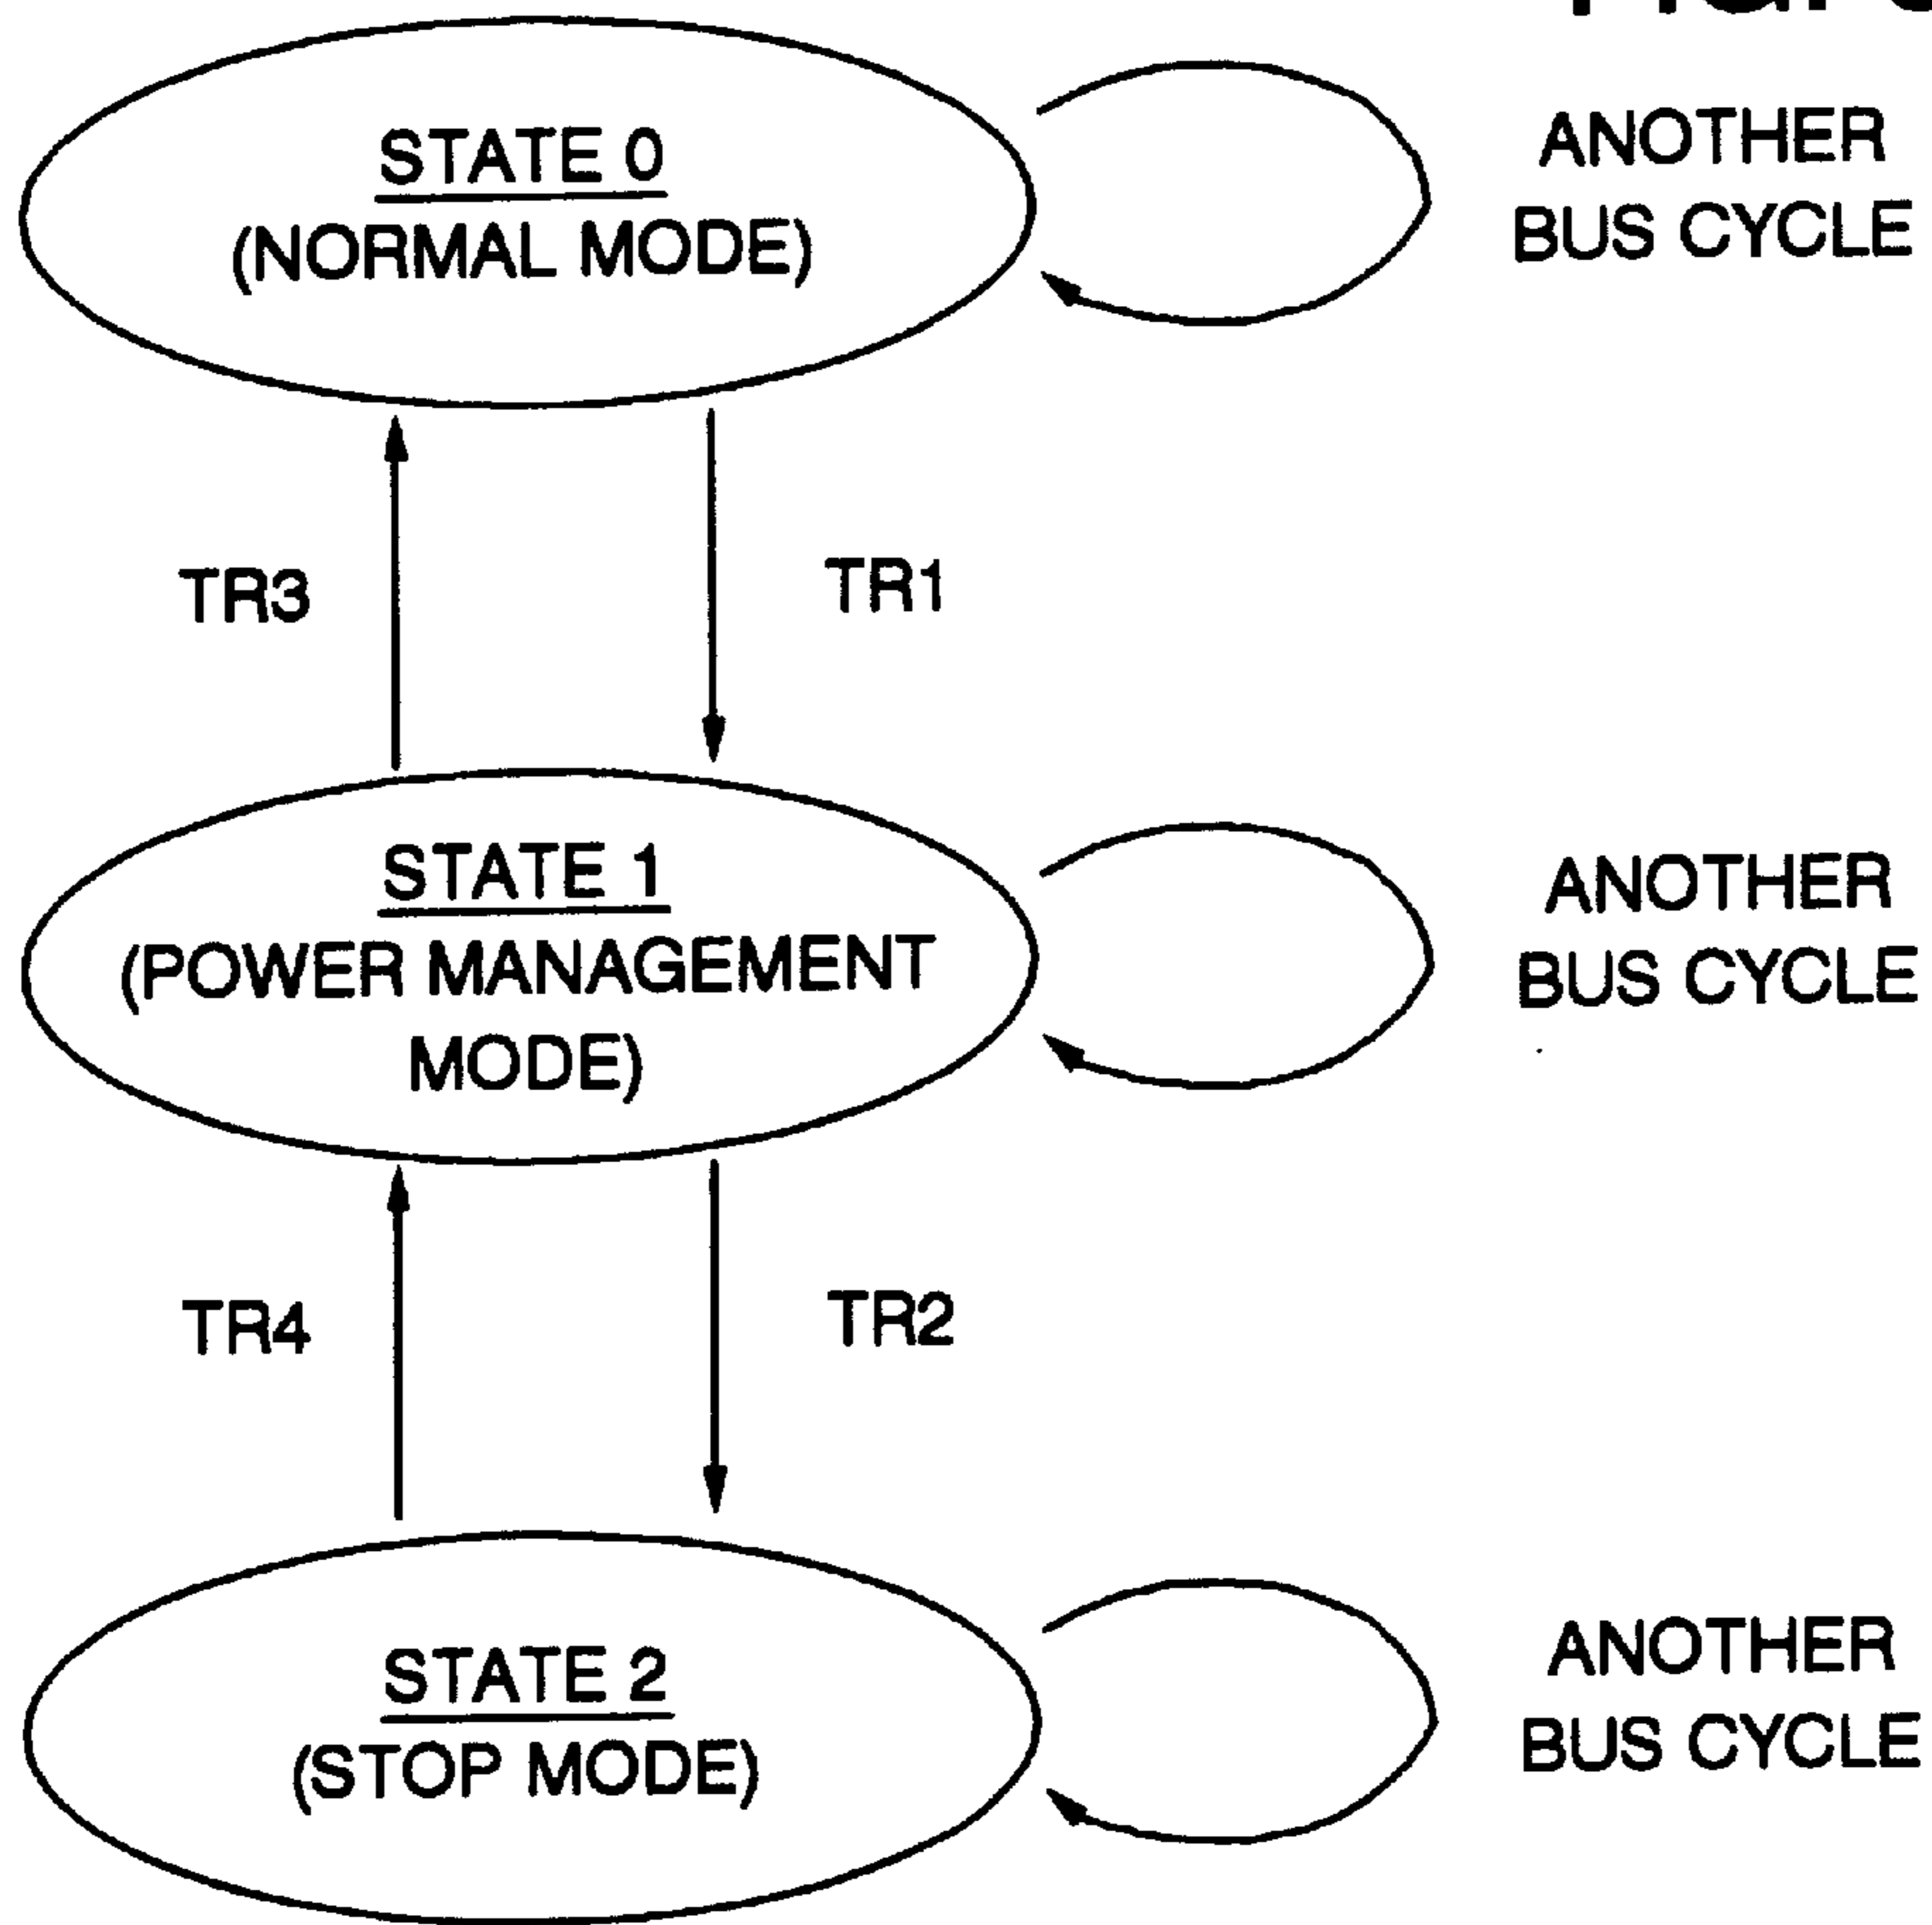 STATE 0
(NORMAL MODE)
ANOTHER
BUS CYCLE
TR3
TR1
STATE 1
(POWER MANAGEMENT
MODE)
ANOTHER
BUS CYCLE
TR4
TR2
STATE 2
(STOP MODE)
ANOTHER
BUS CYCLE